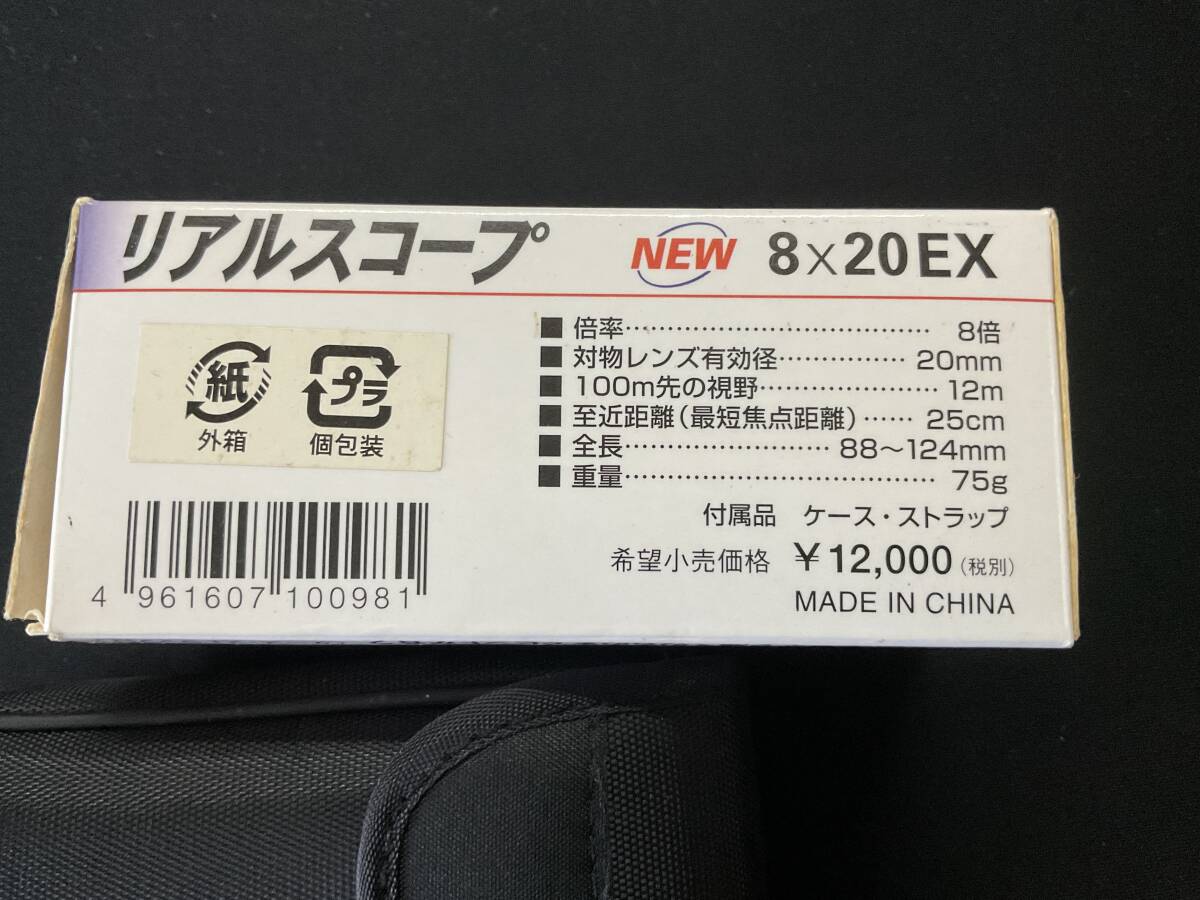 リアルスコープ NEW 8×20EX
紙
外箱
プラ
個包装
■倍率…………………………………… 8倍
■対物レンズ有効径…………… 20mm
■100m先の視野…………………… 12m
■至近距離(最短焦点距離)…… 25cm
■全長……………………… 88〜124mm
■重量…………………………………… 75g
付属品 ケース・ストラップ
希望小売価格 ¥12,000(税別)
MADE IN CHINA
4 961607 100981